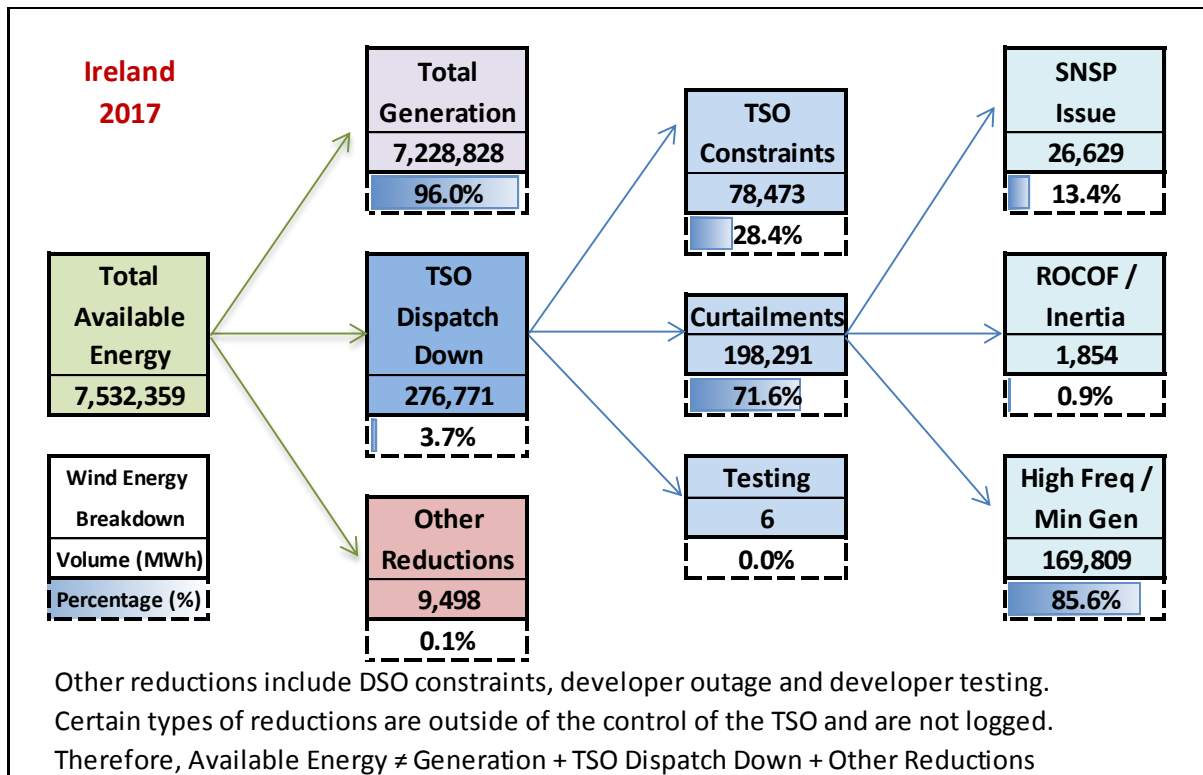 Ireland
2017
Total
Generation
7,228,828
96.0%
Total
Available
Energy
7,532,359
TSO
Dispatch
Down
276,771
3.7%
Other
Reductions
9,498
0.1%
TSO
Constraints
78,473
28.4%
Curtailments
198,291
71.6%
Testing
6
0.0%
SNSP
Issue
26,629
13.4%
ROCOF /
Inertia
1,854
0.9%
High Freq /
Min Gen
169,809
85.6%
Wind Energy
Breakdown
Volume (MWh)
Percentage (%)
Other reductions include DSO constraints, developer outage and developer testing.
Certain types of reductions are outside of the control of the TSO and are not logged.
Therefore, Available Energy ≠ Generation + TSO Dispatch Down + Other Reductions